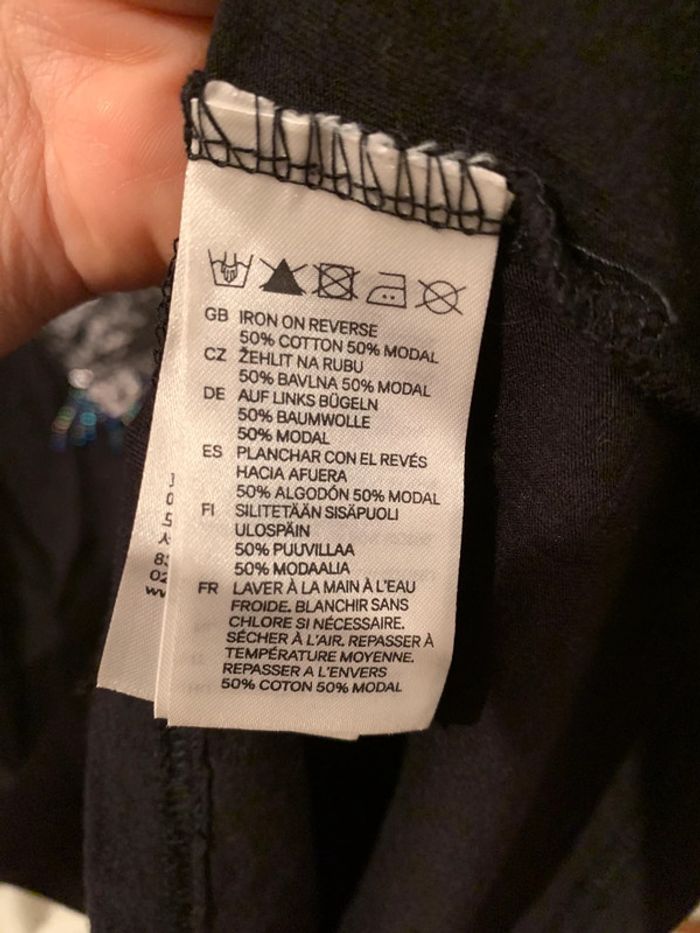 GB IRON ON REVERSE
50% COTTON 50% MODAL
CZ ŽEHLIT NA RUBU
50% BAVLNA 50% MODAL
DE AUF LINKS BÜGELN
50% BAUMWOLLE
50% MODAL
ES PLANCHAR CON EL REVÉS
HACIA AFUERA
50% ALGODÓN 50% MODAL
FI SILITETÄÄN SISÄPUOLI
ULOSPÄIN
50% PUUVILLAA
50% MODAALIA
FR LAVER À LA MAIN À L'EAU
FROIDE. BLANCHIR SANS
CHLORE SI NÉCESSAIRE.
SÉCHER À L'AIR. REPASSER À
TEMPÉRATURE MOYENNE.
REPASSER A L'ENVERS
50% COTON 50% MODAL